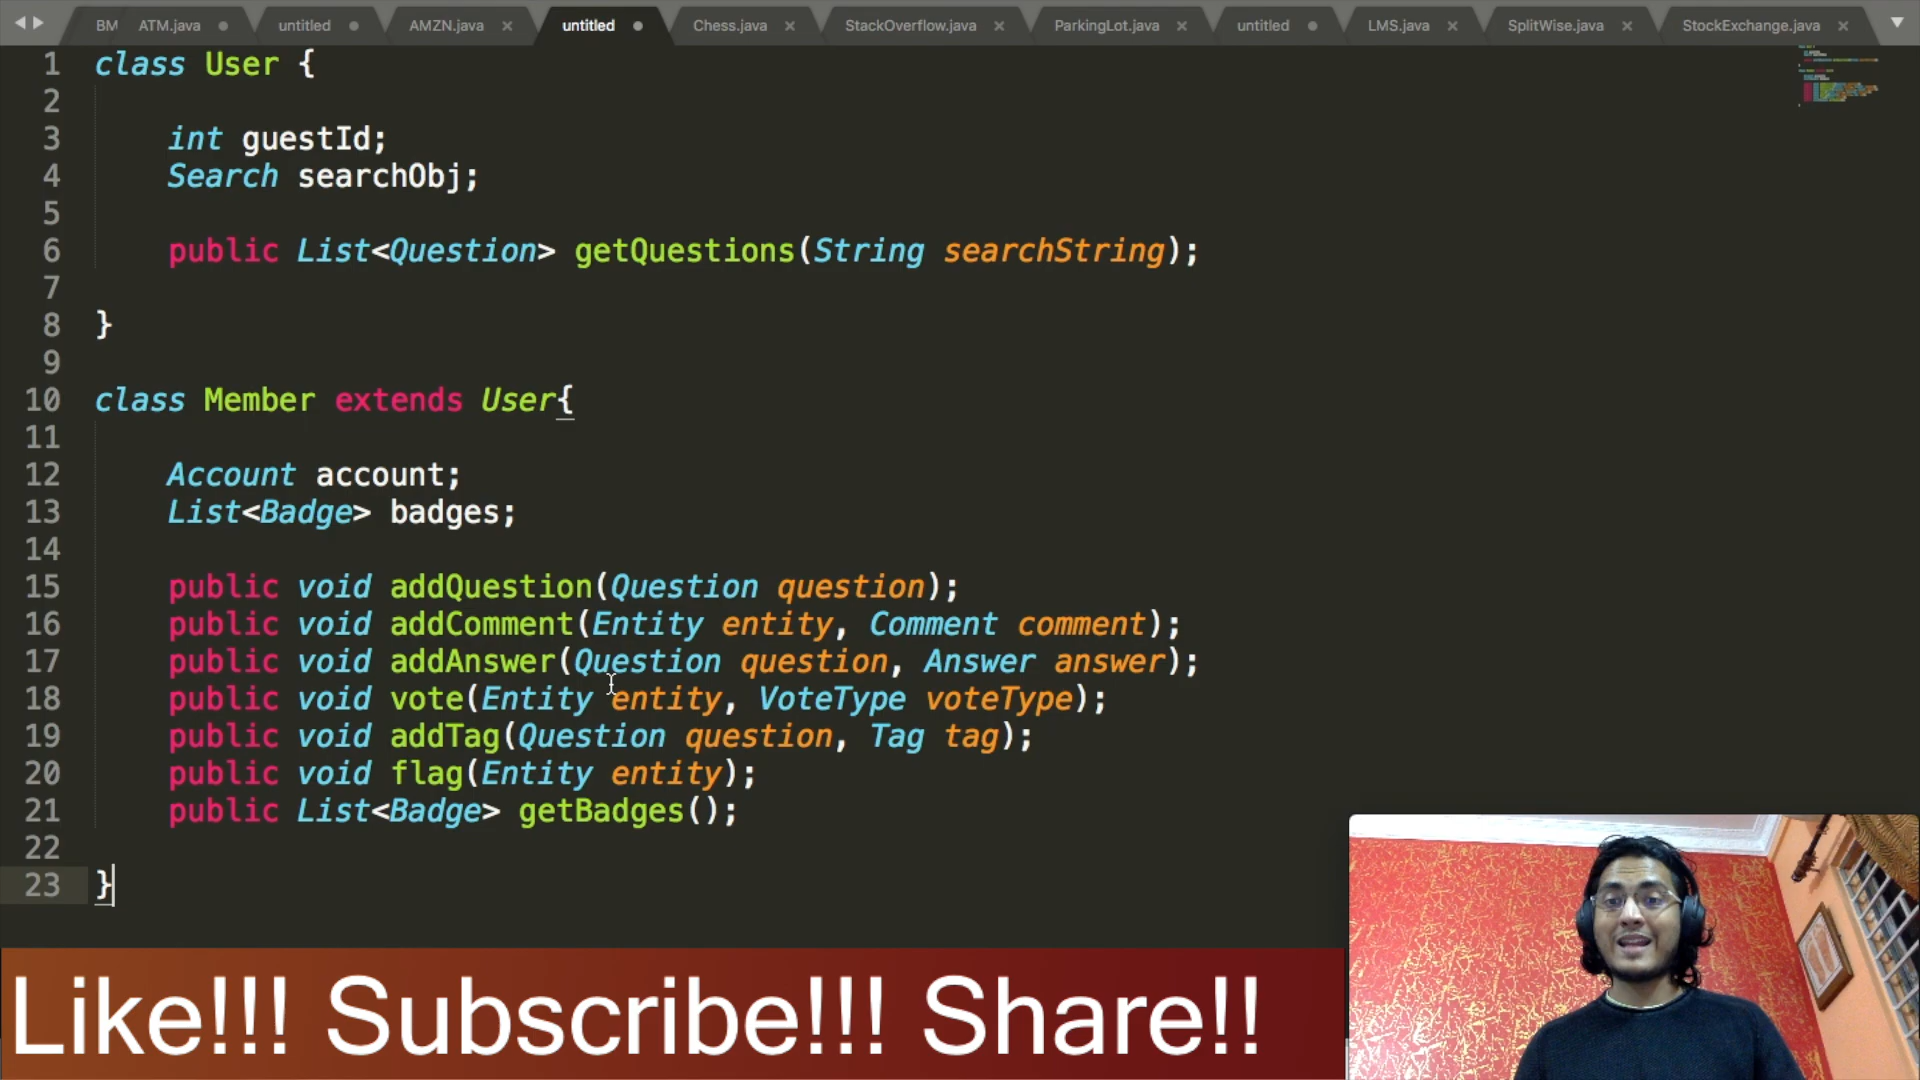 BM ATM.java untitled AMZN.java untitled Chess.java StackOverflow.java ParkingLot.java untitled LMS.java SplitWise.java StockExchange.java
1 class User {
2
3 int guestId;
4 Search searchObj;
5
6 public List<Question> getQuestions(String searchString);
7
8 }
9
10 class Member extends User{
11
12 Account account;
13 List<Badge> badges;
14
15 public void addQuestion(Question question);
16 public void addComment(Entity entity, Comment comment);
17 public void addAnswer(Question question, Answer answer);
18 public void vote(Entity entity, VoteType voteType);
19 public void addTag(Question question, Tag tag);
20 public void flag(Entity entity);
21 public List<Badge> getBadges();
22
23 }
Like!!! Subscribe!!! Share!!